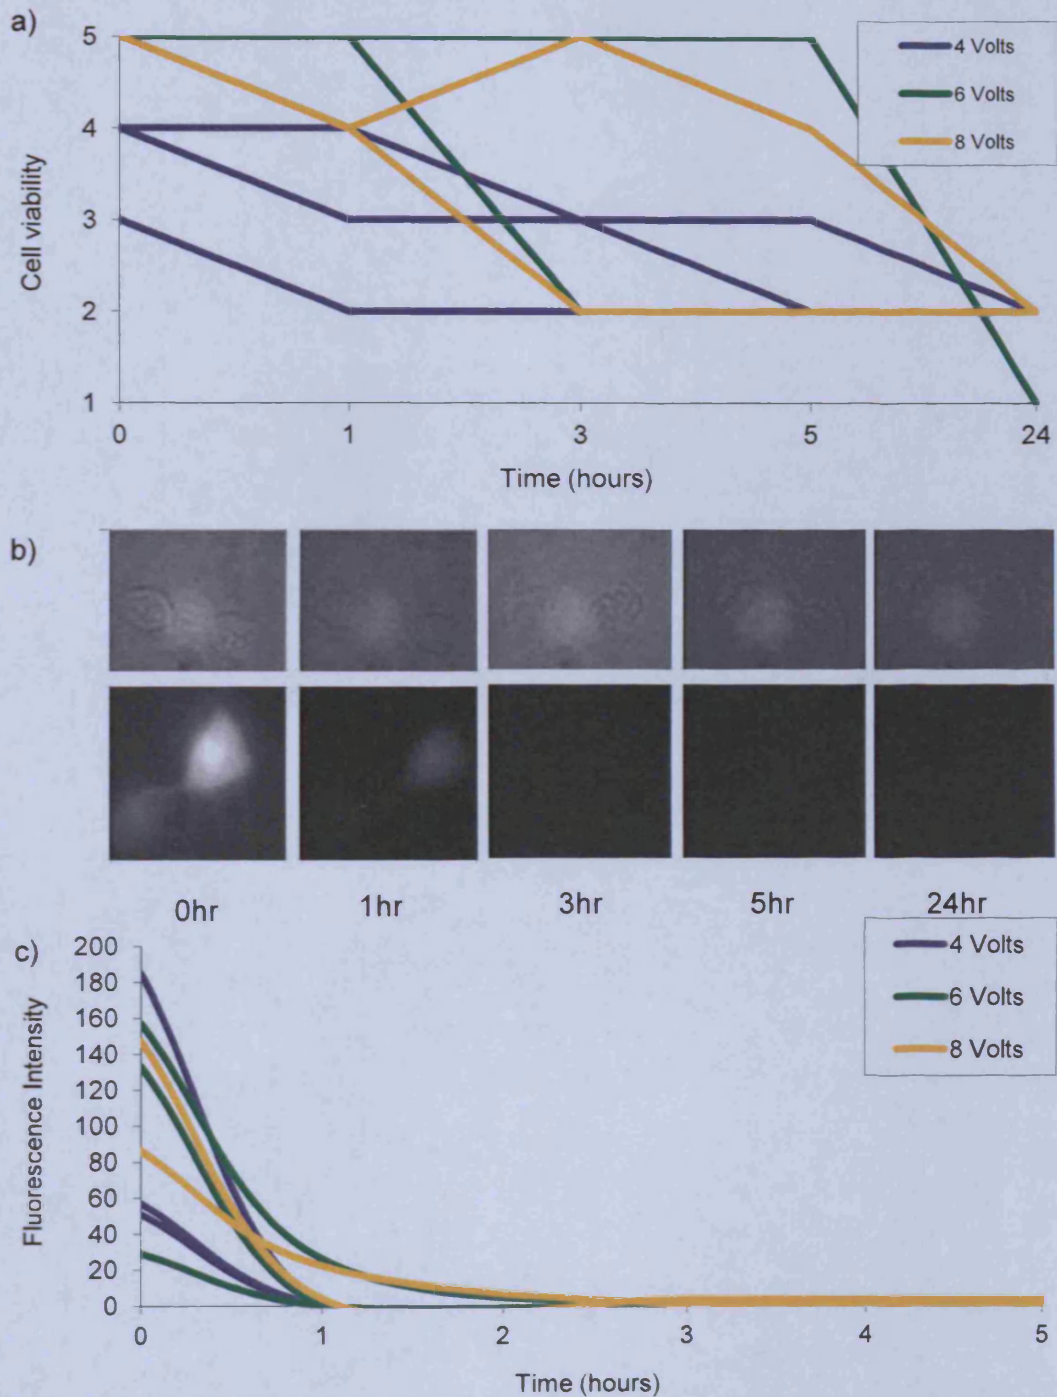 a)
5
4
3
2
1
Cell viability
4 Volts
6 Volts
8 Volts
0 1 3 5 24
Time (hours)
b)
0hr 1hr 3hr 5hr 24hr
c)
200
180
160
140
120
100
80
60
40
20
0
Fluorescence Intensity
4 Volts
6 Volts
8 Volts
0 1 2 3 4 5
Time (hours)